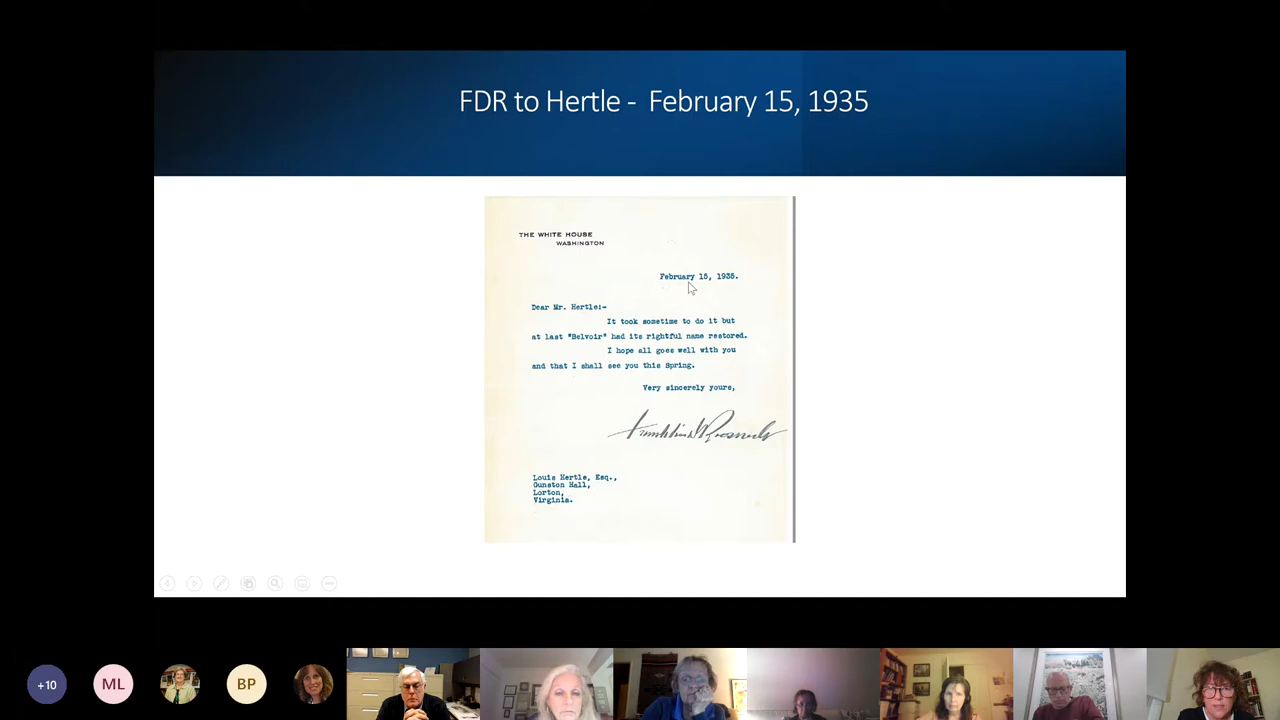 FDR to Hertle - February 15, 1935
THE WHITE HOUSE
WASHINGTON
February 15, 1935.
Dear Mr. Hertle:-
It took sometime to do it but
at last "Belvoir" had its rightful name restored.
I hope all goes well with you
and that I shall see you this Spring.
Very sincerely yours,
Franklin D Roosevelt
Louis Hertle, Esq.,
Gunston Hall,
Lorton,
Virginia.
+10
ML
BP